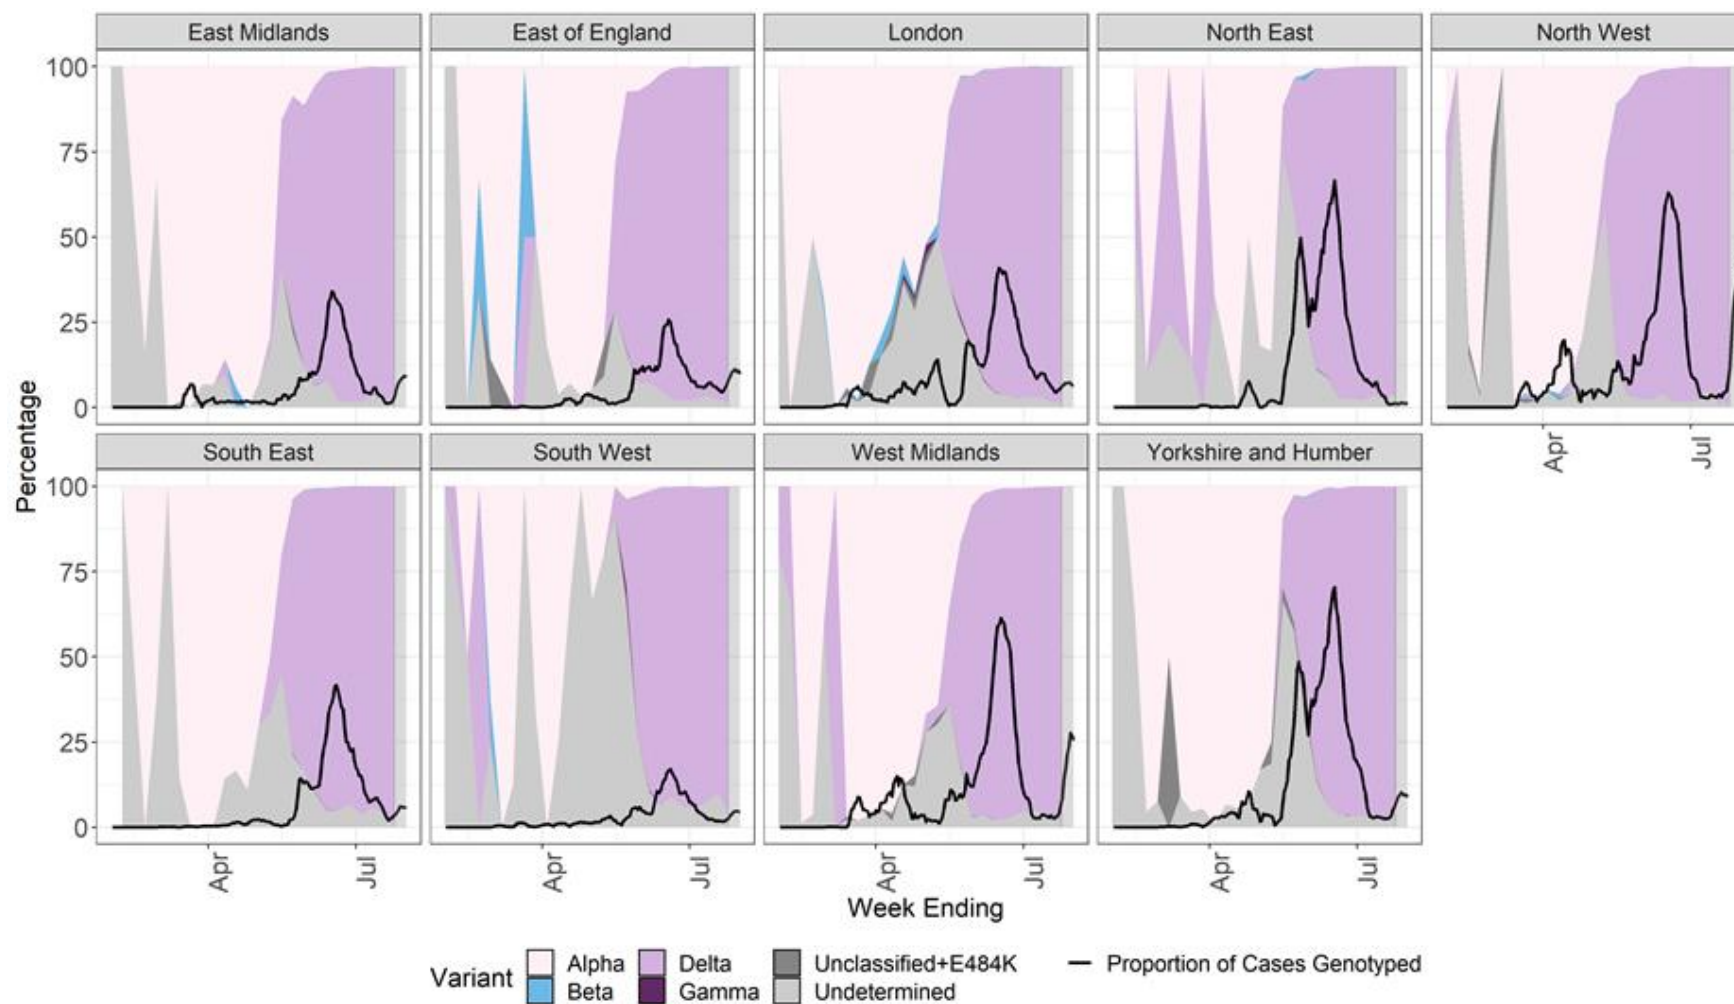 East Midlands East of England London North East North West
100
75
50
25
0
Apr Jul
South East South West West Midlands Yorkshire and Humber
100
75
50
25
0
Apr Jul Apr Jul Apr Jul Apr Jul
Percentage
Week Ending
Variant
Alpha Delta Unclassified+E484K Proportion of Cases Genotyped
Beta Gamma Undetermined